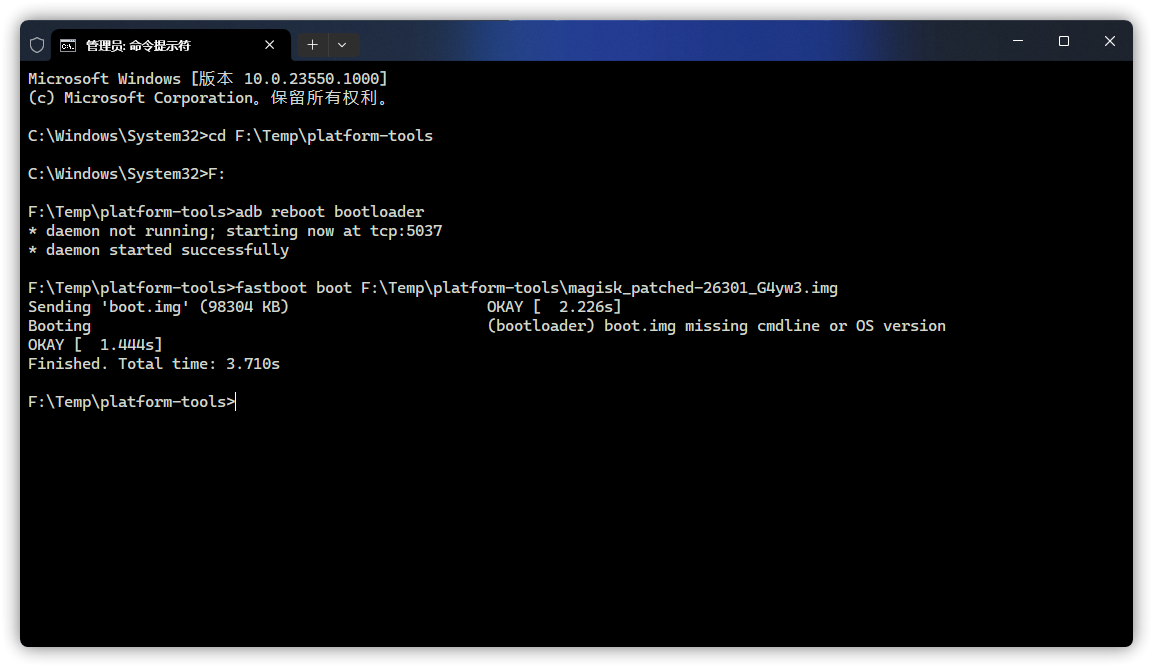 管理员: 命令提示符
Microsoft Windows [版本 10.0.23550.1000]
(c) Microsoft Corporation。保留所有权利。
C:\Windows\System32>cd F:\Temp\platform-tools
C:\Windows\System32>F:
F:\Temp\platform-tools>adb reboot bootloader
* daemon not running; starting now at tcp:5037
* daemon started successfully
F:\Temp\platform-tools>fastboot boot F:\Temp\platform-tools\magisk_patched-26301_G4yw3.img
Sending 'boot.img' (98304 KB)                      OKAY [  2.226s]
Booting                                            (bootloader) boot.img missing cmdline or OS version
OKAY [  1.444s]
Finished. Total time: 3.710s
F:\Temp\platform-tools>